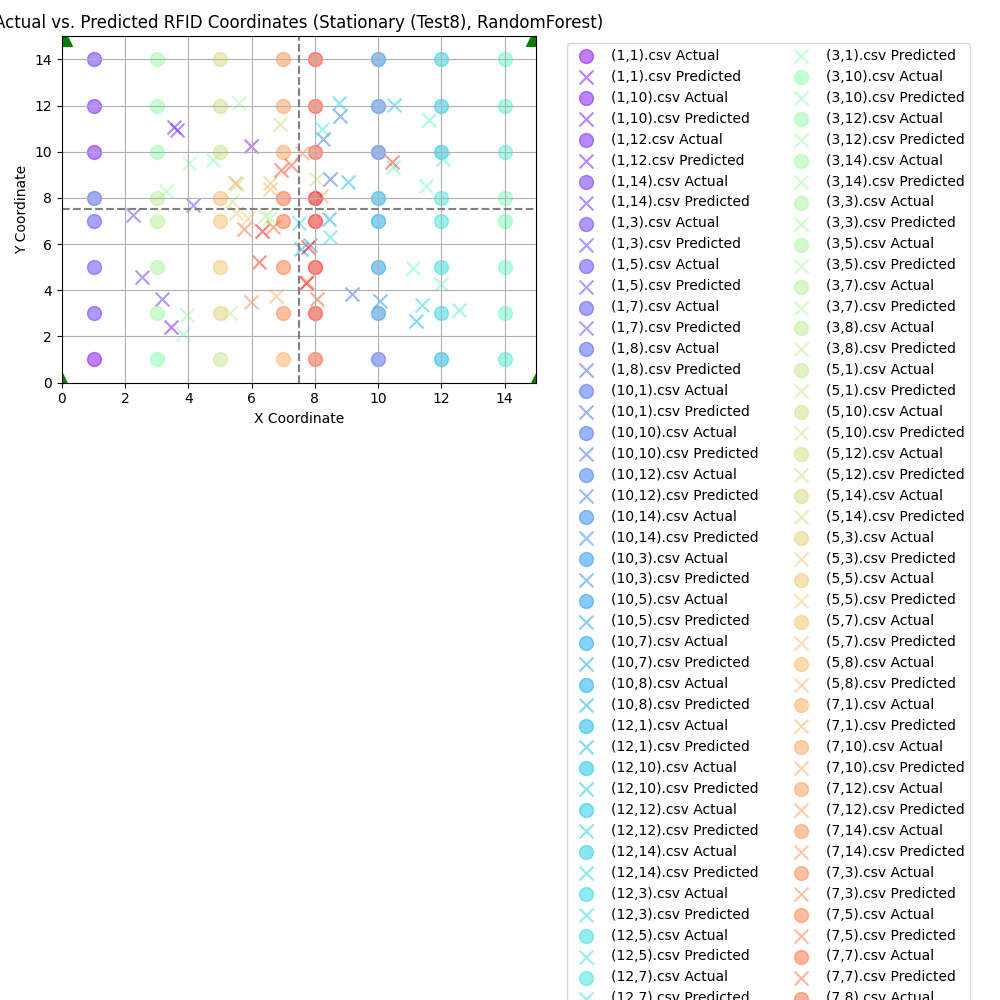 Actual vs. Predicted RFID Coordinates (Stationary (Test8), RandomForest)
14
12
10
8
6
4
2
0
Y Coordinate
0 2 4 6 8 10 12 14
X Coordinate
(1,1).csv Actual
(1,1).csv Predicted
(1,10).csv Actual
(1,10).csv Predicted
(1,12.csv Actual
(1,12.csv Predicted
(1,14).csv Actual
(1,14).csv Predicted
(1,3).csv Actual
(1,3).csv Predicted
(1,5).csv Actual
(1,5).csv Predicted
(1,7).csv Actual
(1,7).csv Predicted
(1,8).csv Actual
(1,8).csv Predicted
(10,1).csv Actual
(10,1).csv Predicted
(10,10).csv Actual
(10,10).csv Predicted
(10,12).csv Actual
(10,12).csv Predicted
(10,14).csv Actual
(10,14).csv Predicted
(10,3).csv Actual
(10,3).csv Predicted
(10,5).csv Actual
(10,5).csv Predicted
(10,7).csv Actual
(10,7).csv Predicted
(10,8).csv Actual
(10,8).csv Predicted
(12,1).csv Actual
(12,1).csv Predicted
(12,10).csv Actual
(12,10).csv Predicted
(12,12).csv Actual
(12,12).csv Predicted
(12,14).csv Actual
(12,14).csv Predicted
(12,3).csv Actual
(12,3).csv Predicted
(12,5).csv Actual
(12,5).csv Predicted
(12,7).csv Actual
(12,7).csv Predicted
(3,1).csv Predicted
(3,10).csv Actual
(3,10).csv Predicted
(3,12).csv Actual
(3,12).csv Predicted
(3,14).csv Actual
(3,14).csv Predicted
(3,3).csv Actual
(3,3).csv Predicted
(3,5).csv Actual
(3,5).csv Predicted
(3,7).csv Actual
(3,7).csv Predicted
(3,8).csv Actual
(3,8).csv Predicted
(5,1).csv Actual
(5,1).csv Predicted
(5,10).csv Actual
(5,10).csv Predicted
(5,12).csv Actual
(5,12).csv Predicted
(5,14).csv Actual
(5,14).csv Predicted
(5,3).csv Actual
(5,3).csv Predicted
(5,5).csv Actual
(5,5).csv Predicted
(5,7).csv Actual
(5,7).csv Predicted
(5,8).csv Actual
(5,8).csv Predicted
(7,1).csv Actual
(7,1).csv Predicted
(7,10).csv Actual
(7,10).csv Predicted
(7,12).csv Actual
(7,12).csv Predicted
(7,14).csv Actual
(7,14).csv Predicted
(7,3).csv Actual
(7,3).csv Predicted
(7,5).csv Actual
(7,5).csv Predicted
(7,7).csv Actual
(7,7).csv Predicted
(7,8).csv Actual